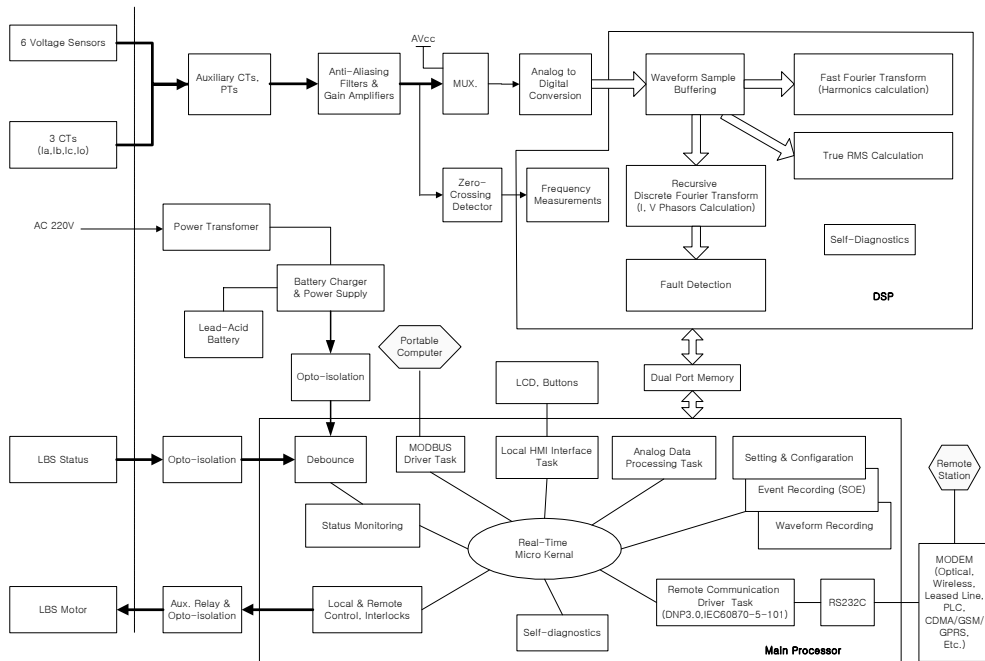 6 Voltage Sensors
3 CTs
(Ia,Ib,Ic,Io)
Auxiliary CTs,
PTs
Anti-Aliasing
Filters &
Gain Amplifiers
AVcc
MUX.
Analog to
Digital
Conversion
Waveform Sample
Buffering
Fast Fourier Transform
(Harmonics calculation)
True RMS Calculation
Zero-
Crossing
Detector
Frequency
Measurements
Recursive
Discrete Fourier Transform
(I, V Phasors Calculation)
Self-Diagnostics
Fault Detection
DSP
AC 220V
Power Transfomer
Battery Charger
& Power Supply
Lead-Acid
Battery
Opto-isolation
Portable
Computer
LCD, Buttons
Dual Port Memory
LBS Status
Opto-isolation
Debounce
MODBUS
Driver Task
Local HMI Interface
Task
Analog Data
Processing Task
Setting & Configaration
Event Recording (SOE)
Waveform Recording
Remote
Station
Status Monitoring
Real-Time
Micro Kernal
LBS Motor
Aux. Relay &
Opto-isolation
Local & Remote
Control, Interlocks
Self-diagnostics
Remote Communication
Driver Task
(DNP3.0,IEC60870-5-101)
RS232C
MODEM
(Optical,
Wireless,
Leased Line,
PLC,
CDMA/GSM/
GPRS,
Etc.)
Main Processor